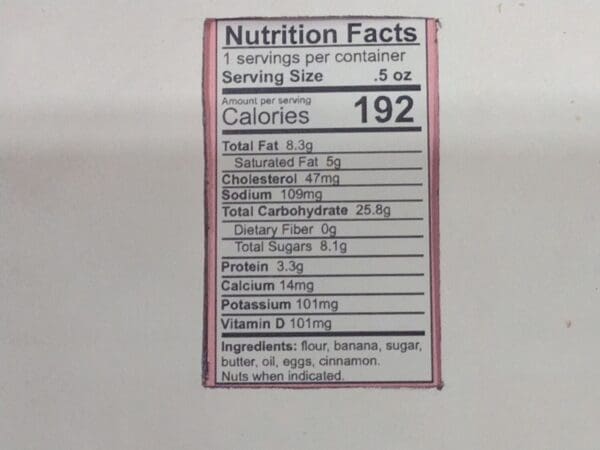 Nutrition Facts
1 servings per container
Serving Size .5 oz
Amount per serving
Calories 192
Total Fat 8.3g
Saturated Fat 5g
Cholesterol 47mg
Sodium 109mg
Total Carbohydrate 25.8g
Dietary Fiber 0g
Total Sugars 8.1g
Protein 3.3g
Calcium 14mg
Potassium 101mg
Vitamin D 101mg
Ingredients: flour, banana, sugar,
butter, oil, eggs, cinnamon.
Nuts when indicated.